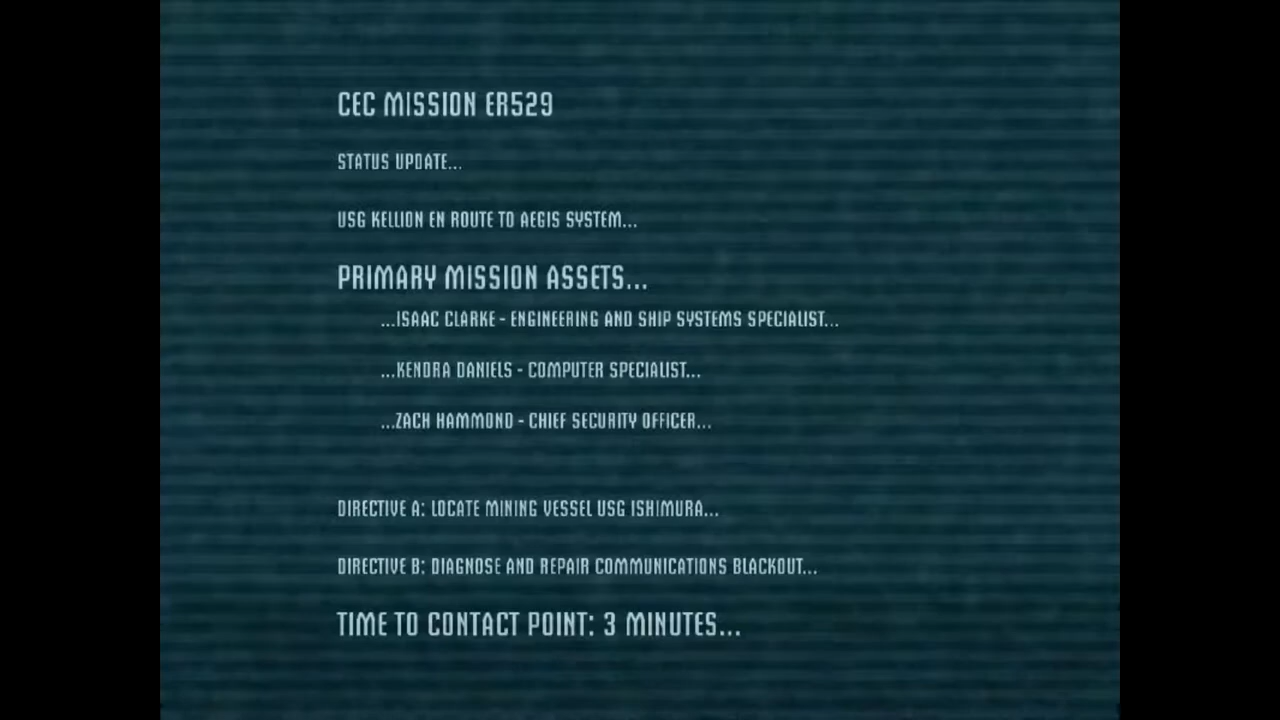 CEC MISSION ER529
STATUS UPDATE...
USG KELLION EN ROUTE TO AEGIS SYSTEM...
PRIMARY MISSION ASSETS...
...ISAAC CLARKE - ENGINEERING AND SHIP SYSTEMS SPECIALIST...
...KENDRA DANIELS - COMPUTER SPECIALIST...
...ZACH HAMMOND - CHIEF SECURITY OFFICER...
DIRECTIVE A: LOCATE MINING VESSEL USG ISHIMURA...
DIRECTIVE B: DIAGNOSE AND REPAIR COMMUNICATIONS BLACKOUT...
TIME TO CONTACT POINT: 3 MINUTES...